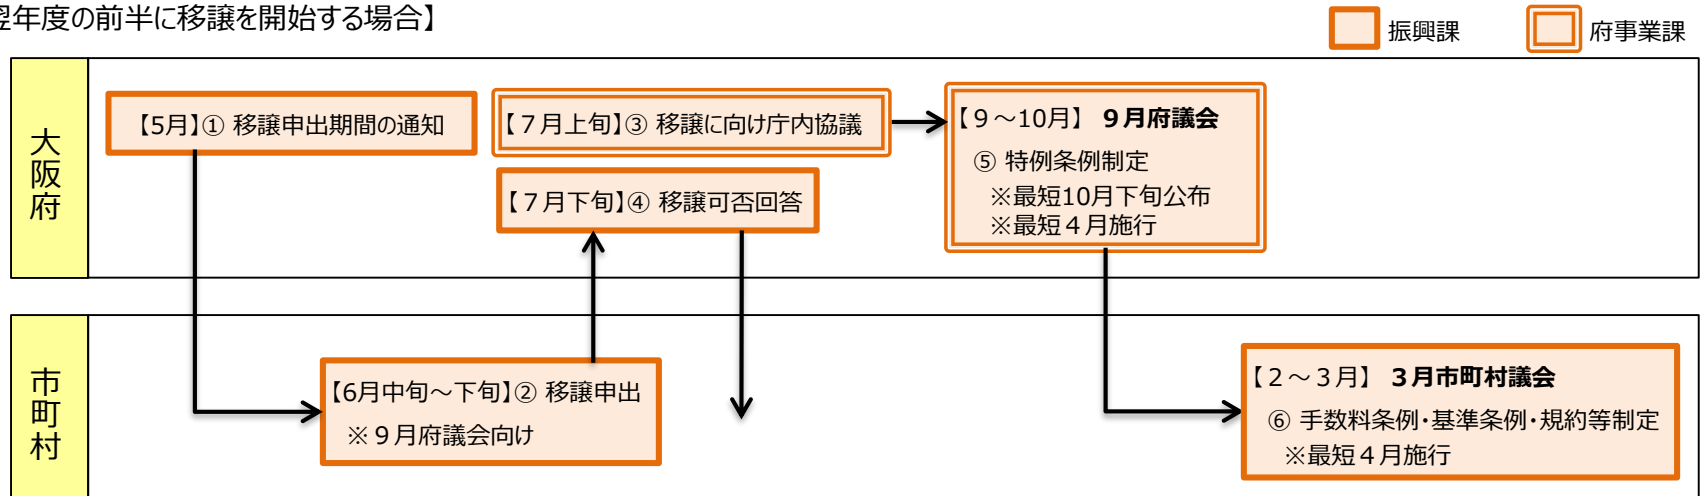 翌年度の前半に移譲を開始する場合】
振興課
府事業課
大阪府
【5月】① 移譲申出期間の通知
【７月上旬】③ 移譲に向け庁内協議
【７月下旬】④ 移譲可否回答
【９～10月】 ９月府議会
⑤ 特例条例制定
※最短10月下旬公布
※最短４月施行
市町村
【6月中旬～下旬】② 移譲申出
※９月府議会向け
【２～３月】 ３月市町村議会
⑥ 手数料条例・基準条例・規約等制定
※最短４月施行